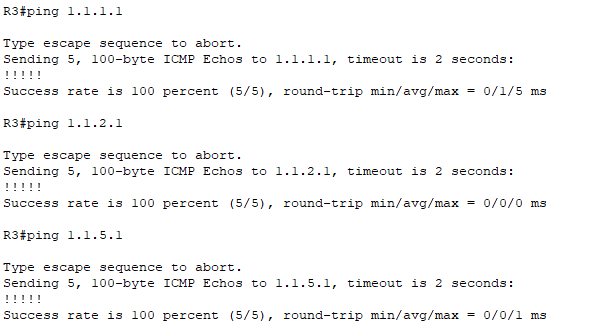 R3#ping 1.1.1.1
Type escape sequence to abort.
Sending 5, 100-byte ICMP Echos to 1.1.1.1, timeout is 2 seconds:
!!!!!
Success rate is 100 percent (5/5), round-trip min/avg/max = 0/1/5 ms
R3#ping 1.1.2.1
Type escape sequence to abort.
Sending 5, 100-byte ICMP Echos to 1.1.2.1, timeout is 2 seconds:
!!!!!
Success rate is 100 percent (5/5), round-trip min/avg/max = 0/0/0 ms
R3#ping 1.1.5.1
Type escape sequence to abort.
Sending 5, 100-byte ICMP Echos to 1.1.5.1, timeout is 2 seconds:
!!!!!
Success rate is 100 percent (5/5), round-trip min/avg/max = 0/0/1 ms